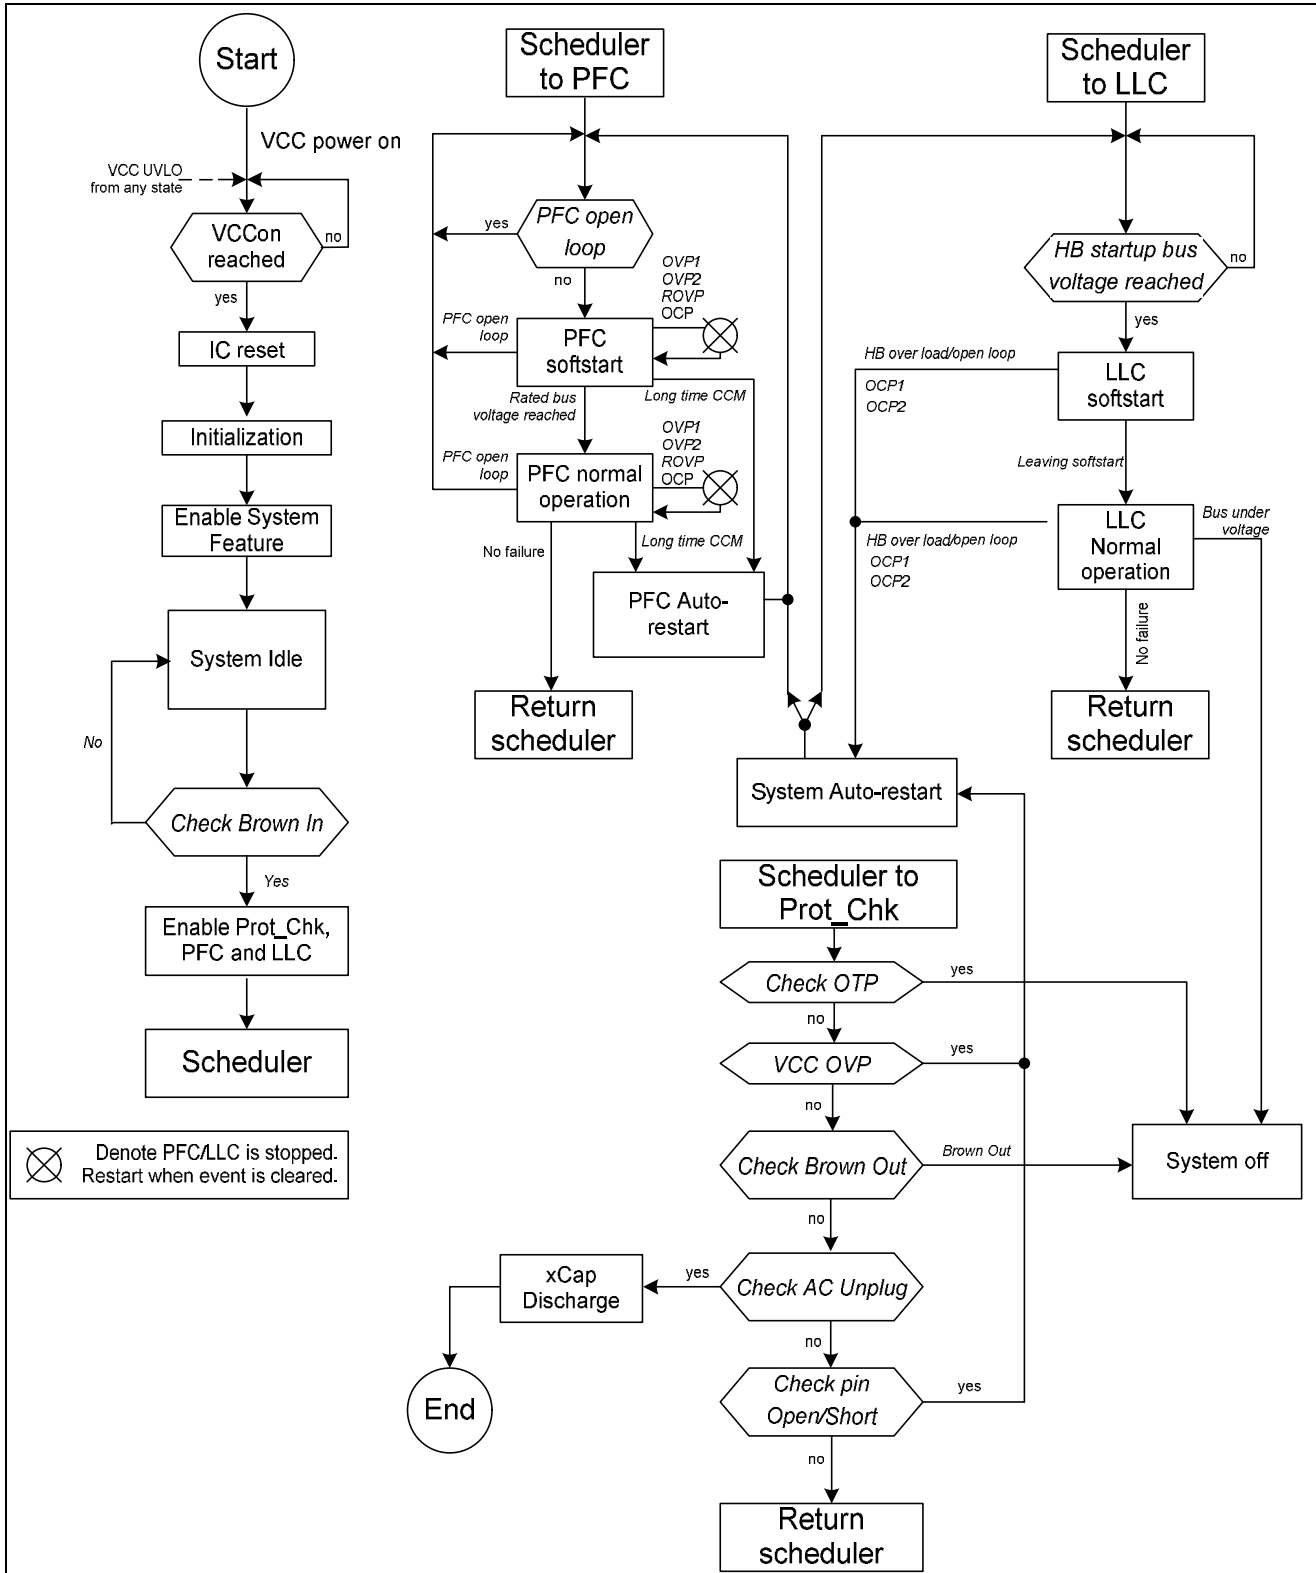 Start
VCC power on
VCC UVLO
from any state
VCCon
reached
no
yes
IC reset
Initialization
Enable System
Feature
System Idle
No
Check Brown In
Yes
Enable Prot_Chk,
PFC and LLC
Scheduler
Denote PFC/LLC is stopped.
Restart when event is cleared.
Scheduler
to PFC
PFC open
loop
yes
no
OVP1
OVP2
ROVP
OCP
PFC open
loop
PFC
softstart
Rated bus
voltage reached
Long time CCM
OVP1
OVP2
ROVP
OCP
PFC open
loop
PFC normal
operation
No failure
Long time CCM
PFC Auto-
restart
Return
scheduler
Scheduler
to LLC
HB startup bus
voltage reached
no
yes
HB over load/open loop
OCP1
OCP2
LLC
softstart
Leaving softstart
HB over load/open loop
OCP1
OCP2
LLC
Normal
operation
Bus under
voltage
No failure
Return
scheduler
System Auto-restart
Scheduler to
Prot_Chk
Check OTP
yes
no
VCC OVP
yes
no
Check Brown Out
Brown Out
System off
no
Check AC Unplug
yes
xCap
Discharge
End
no
Check pin
Open/Short
yes
no
Return
scheduler